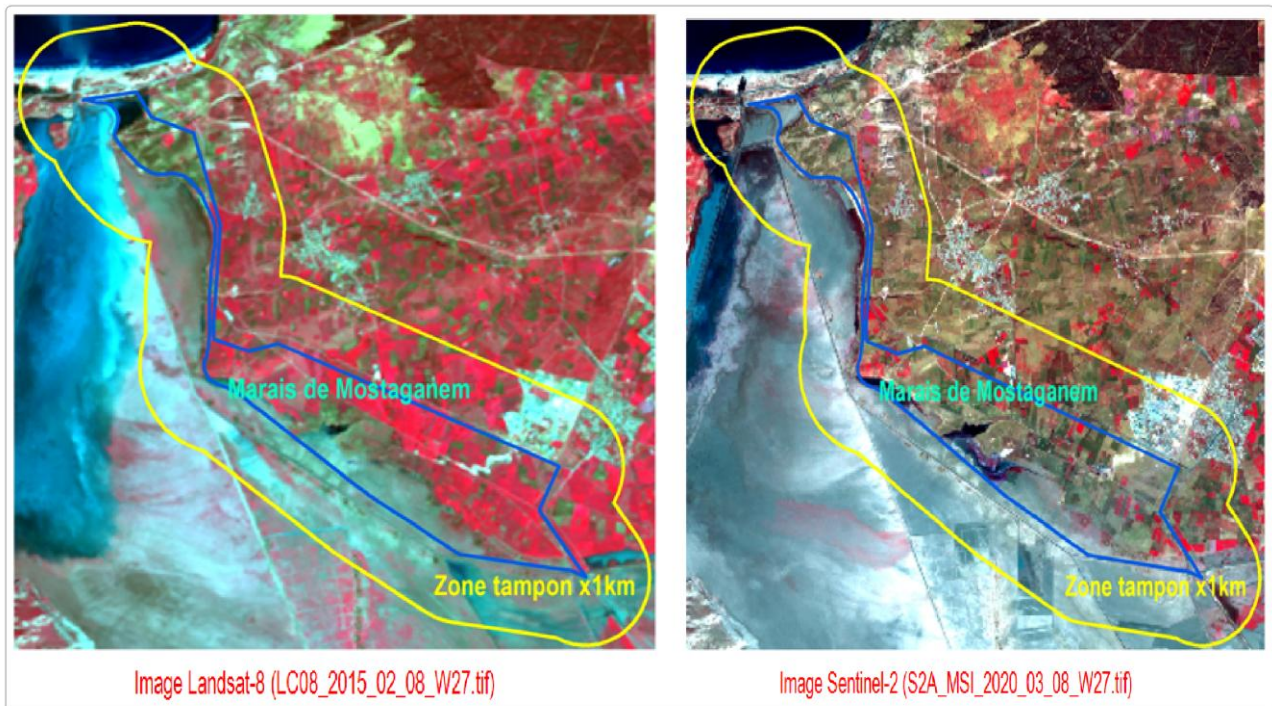 Marais de Mostaganem
Zone tampon x1km
Image Landsat-8 (LC08_2015_02_08_W27.tif)
Marais de Mostaganem
Zone tampon x1km
Image Sentinel-2 (S2A_MSI_2020_03_08_W27.tif)